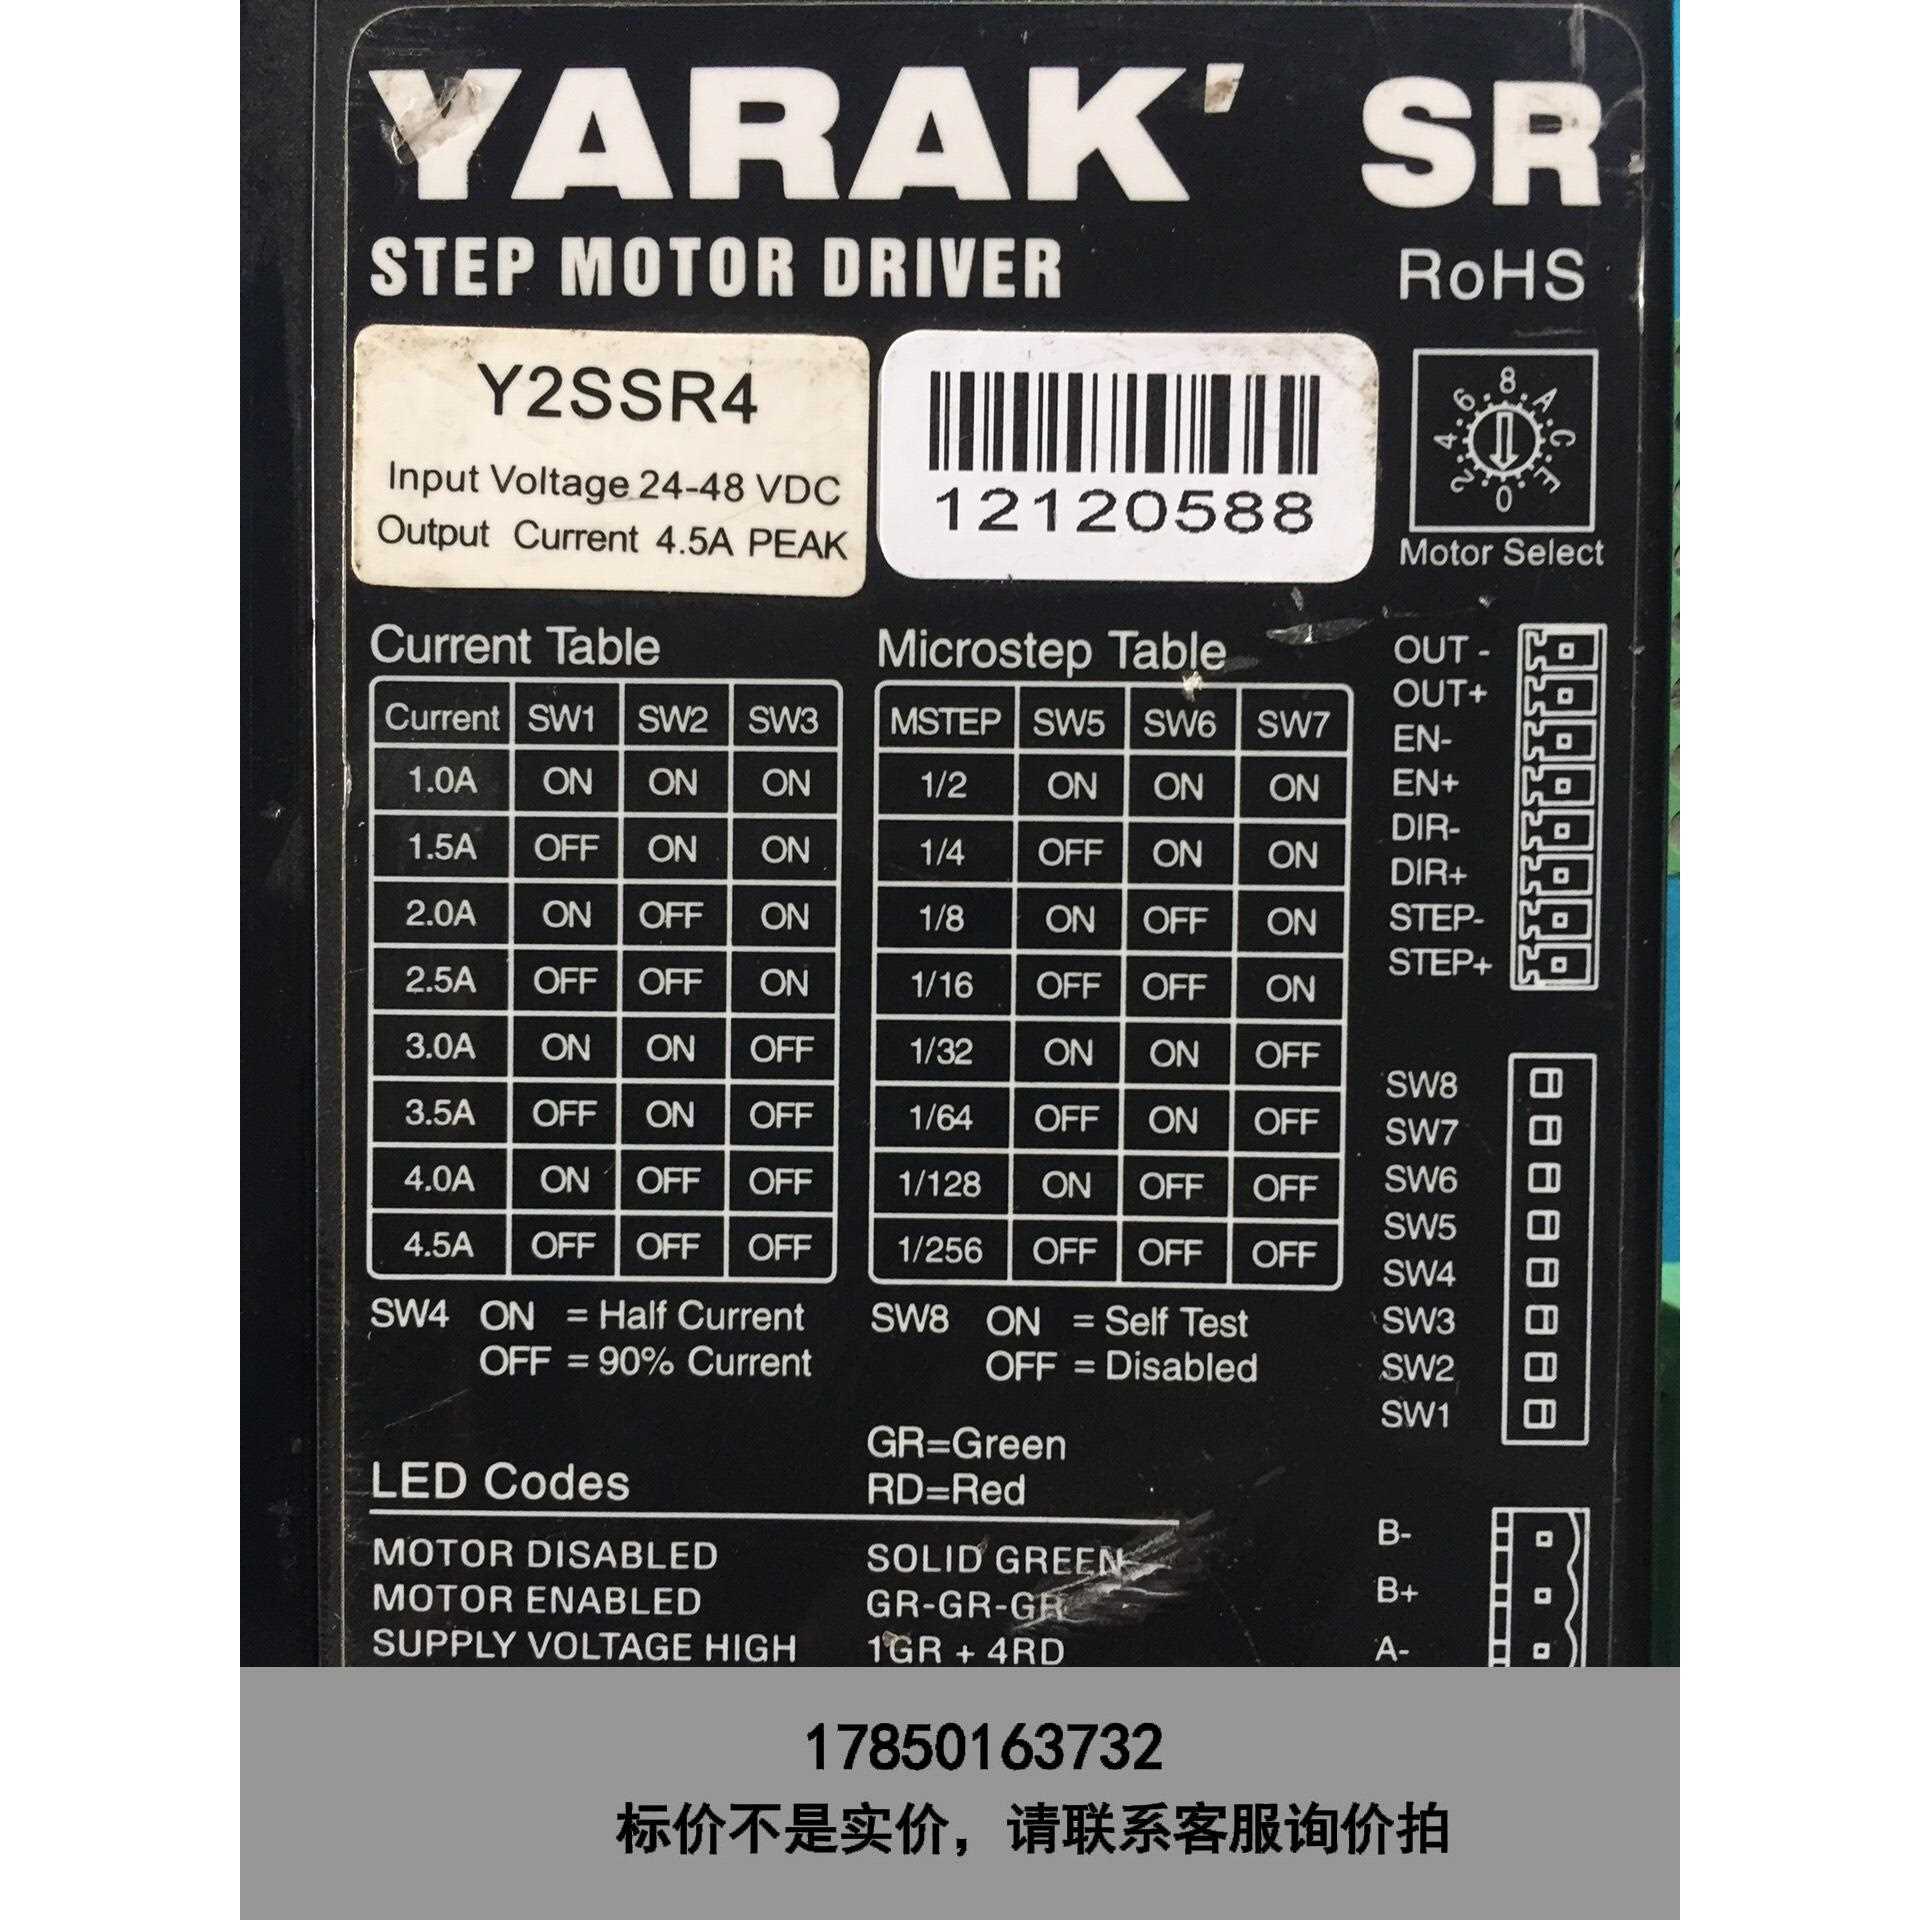 YARAK' SR
STEP MOTOR DRIVER
RoHS
Y2SSR4
Input Voltage 24-48 VDC
Output Current 4.5A PEAK
12120588
8
6 A
4 C
2 E
0
Motor Select
Current Table
Current SW1 SW2 SW3
1.0A ON ON ON
1.5A OFF ON ON
2.0A ON OFF ON
2.5A OFF OFF ON
3.0A ON ON OFF
3.5A OFF ON OFF
4.0A ON OFF OFF
4.5A OFF OFF OFF
SW4 ON = Half Current
OFF = 90% Current
Microstep Table
MSTEP SW5 SW6 SW7
1/2 ON ON ON
1/4 OFF ON ON
1/8 ON OFF ON
1/16 OFF OFF ON
1/32 ON ON OFF
1/64 OFF ON OFF
1/128 ON OFF OFF
1/256 OFF OFF OFF
SW8 ON = Self Test
OFF = Disabled
OUT -
OUT+
EN-
EN+
DIR-
DIR+
STEP-
STEP+
SW8
SW7
SW6
SW5
SW4
SW3
SW2
SW1
GR=Green
LED Codes RD=Red
MOTOR DISABLED SOLID GREEN
MOTOR ENABLED GR-GR-GR
SUPPLY VOLTAGE HIGH 1GR + 4RD
B-
B+
A-
17850163732
标价不是实价，请联系客服询价拍